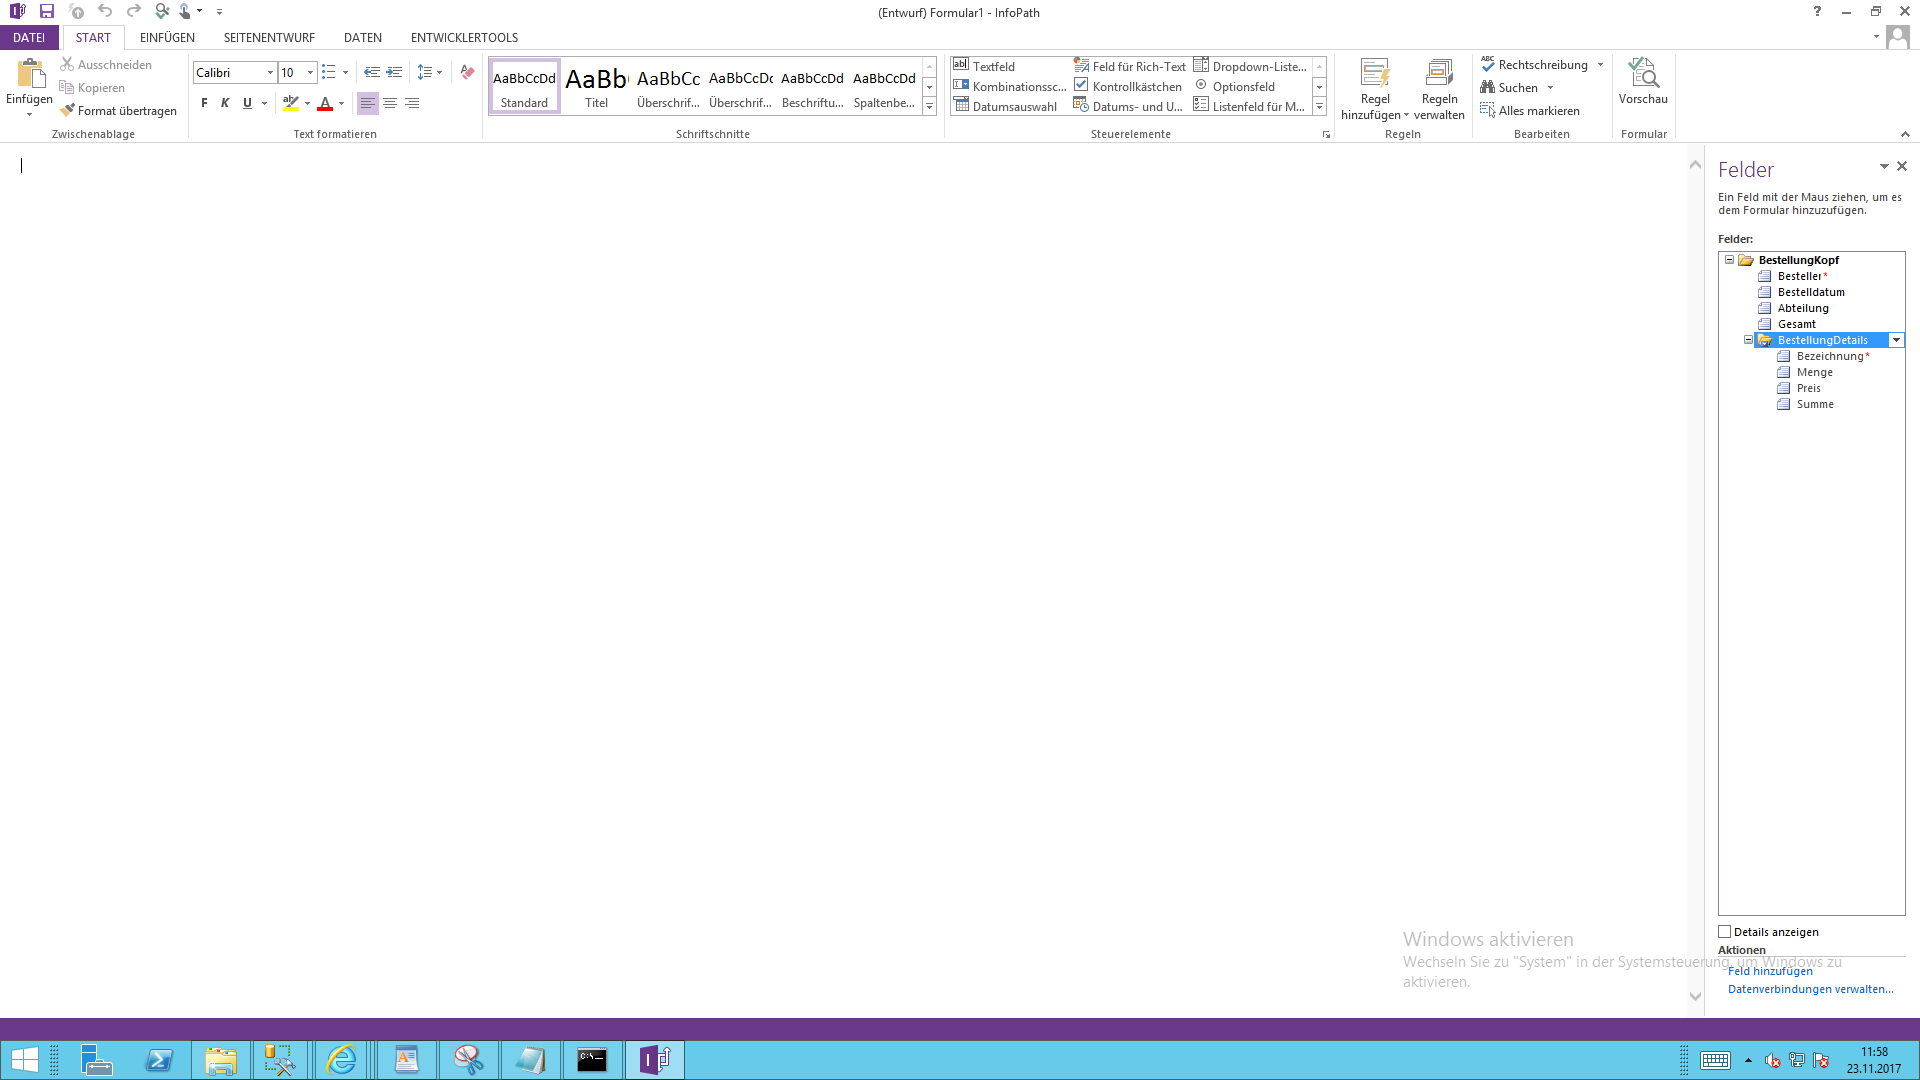 (Entwurf) Formular1 - InfoPath
?
DATEI START EINFÜGEN SEITENENTWURF DATEN ENTWICKLERTOOLS
Einfügen
Ausschneiden
Kopieren
Format übertragen
Zwischenablage
Calibri 10
F K U ab A
Text formatieren
AaBbCcDd AaBb AaBbCc AaBbCcDc AaBbCcDd AaBbCcDd
Standard Titel Überschrif... Überschrif... Beschriftu... Spaltenbe...
Schriftschnitte
Textfeld Feld für Rich-Text Dropdown-Liste...
Kombinationssc... Kontrollkästchen Optionsfeld
Datumsauswahl Datums- und U... Listenfeld für M...
Steuerelemente
Regel
hinzufügen
Regeln
verwalten
Regeln
ABC Rechtschreibung
Suchen
Alles markieren
Bearbeiten
Vorschau
Formular
Felder
Ein Feld mit der Maus ziehen, um es
dem Formular hinzuzufügen.
Felder:
BestellungKopf
Besteller*
Bestelldatum
Abteilung
Gesamt
BestellungDetails
Bezeichnung*
Menge
Preis
Summe
Details anzeigen
Aktionen
Feld hinzufügen
Datenverbindungen verwalten...
Windows aktivieren
Wechseln Sie zu "System" in der Systemsteuerung, um Windows zu
aktivieren.
C:\_
11:58
23.11.2017